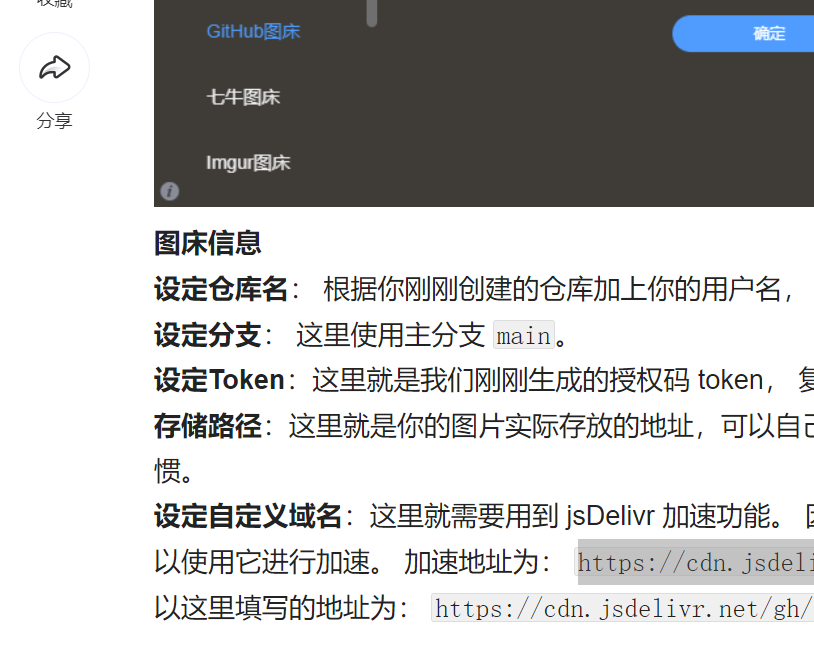 收藏
GitHub图床
确定
分享
七牛图床
Imgur图床
图床信息
设定仓库名： 根据你刚刚创建的仓库加上你的用户名，
设定分支： 这里使用主分支 main。
设定Token：这里就是我们刚刚生成的授权码 token， 复
存储路径：这里就是你的图片实际存放的地址，可以自己
惯。
设定自定义域名：这里就需要用到 jsDelivr 加速功能。
以使用它进行加速。 加速地址为： https://cdn.jsdeli
以这里填写的地址为： https://cdn.jsdelivr.net/gh/